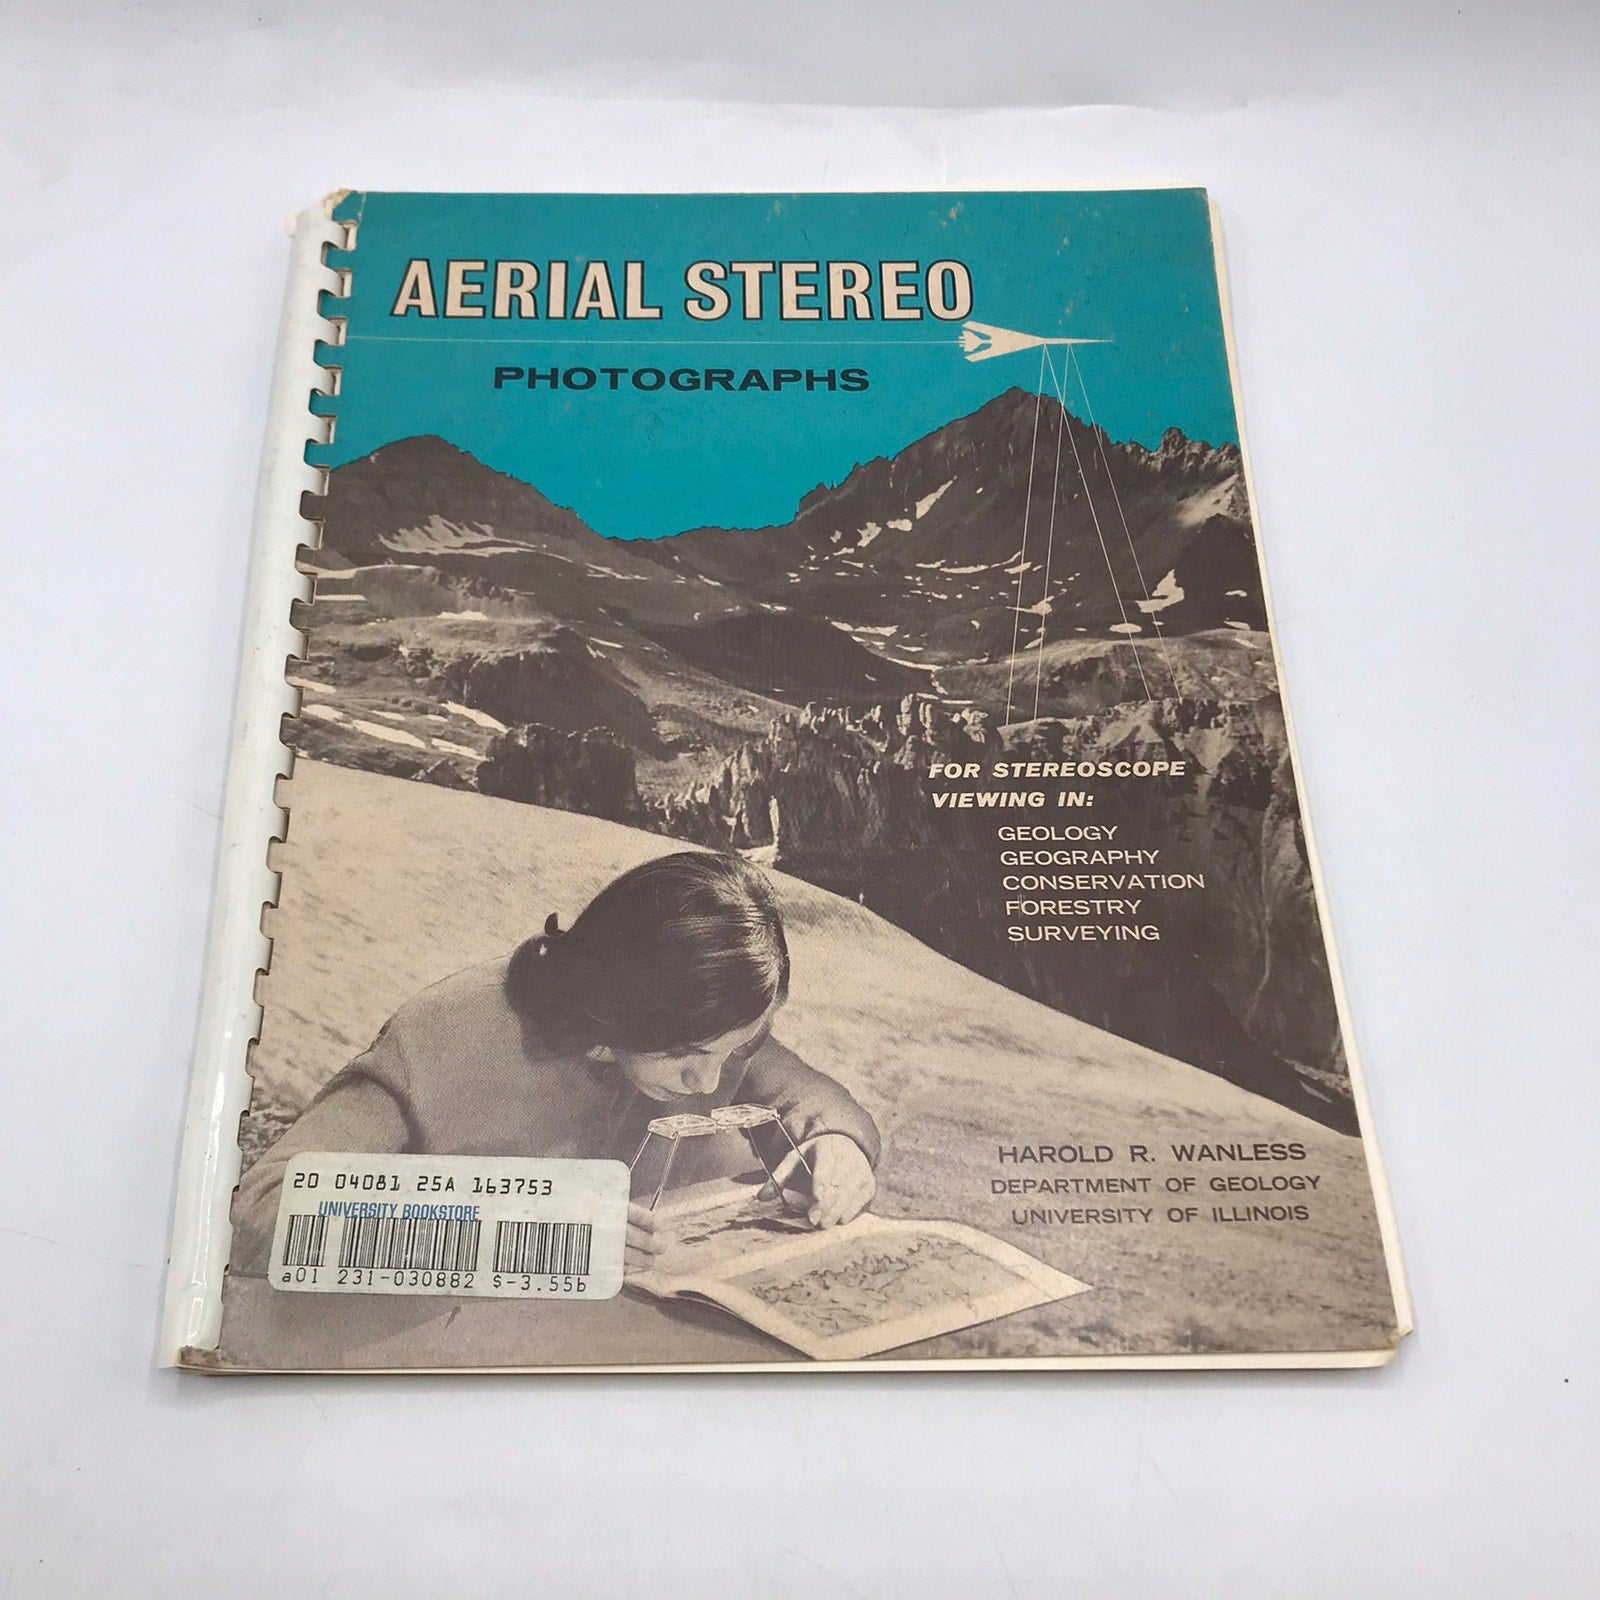 AERIAL STEREO
PHOTOGRAPHS
FOR STEREOSCOPE
VIEWING IN:
GEOLOGY
GEOGRAPHY
CONSERVATION
FORESTRY
SURVEYING
HAROLD R. WANLESS
DEPARTMENT OF GEOLOGY
UNIVERSITY OF ILLINOIS
20 04081 25A 163753
UNIVERSITY BOOKSTORE
a01 231-030882 $-3.55b